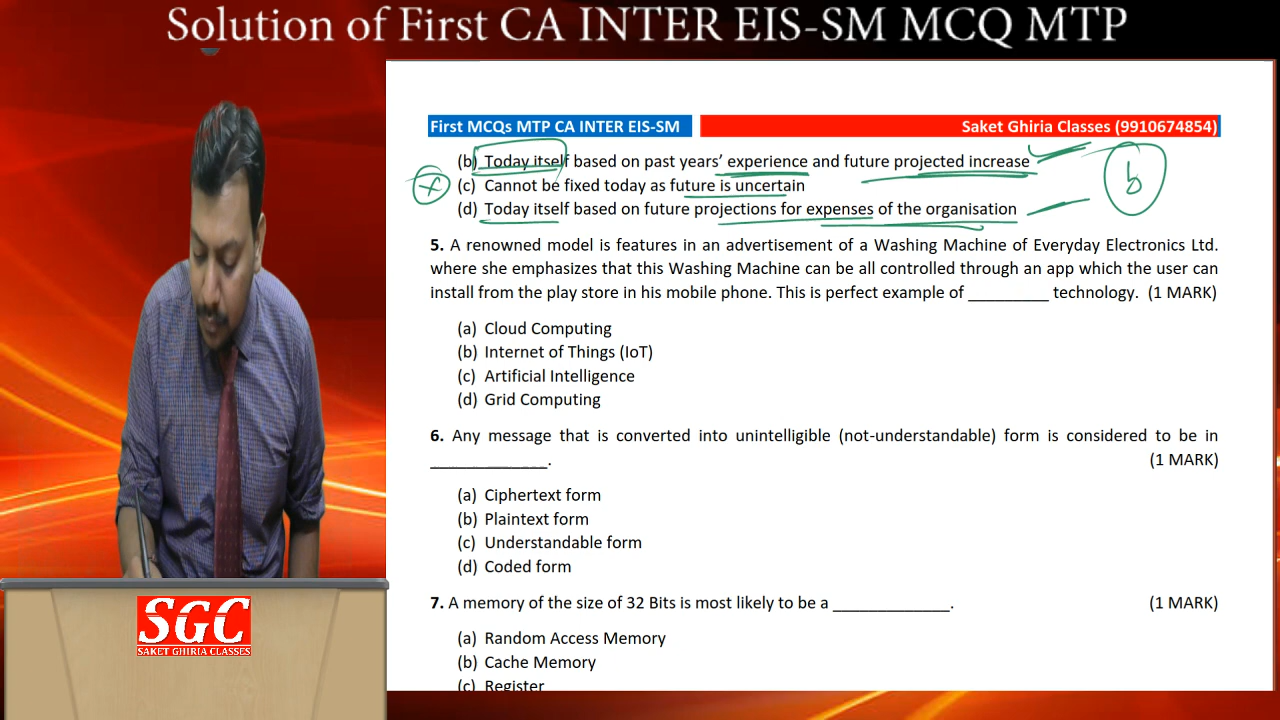 Solution of First CA INTER EIS-SM MCQ MTP
First MCQs MTP CA INTER EIS-SM
Saket Ghiria Classes (9910674854)
(b) Today itself based on past years’ experience and future projected increase
(c) Cannot be fixed today as future is uncertain
(d) Today itself based on future projections for expenses of the organisation
b
5. A renowned model is features in an advertisement of a Washing Machine of Everyday Electronics Ltd.
where she emphasizes that this Washing Machine can be all controlled through an app which the user can
install from the play store in his mobile phone. This is perfect example of _________ technology. (1 MARK)
(a) Cloud Computing
(b) Internet of Things (IoT)
(c) Artificial Intelligence
(d) Grid Computing
6. Any message that is converted into unintelligible (not-understandable) form is considered to be in
_____________. (1 MARK)
(a) Ciphertext form
(b) Plaintext form
(c) Understandable form
(d) Coded form
7. A memory of the size of 32 Bits is most likely to be a _____________. (1 MARK)
(a) Random Access Memory
(b) Cache Memory
(c) Register
SGC
SAKET GHIRIA CLASSES